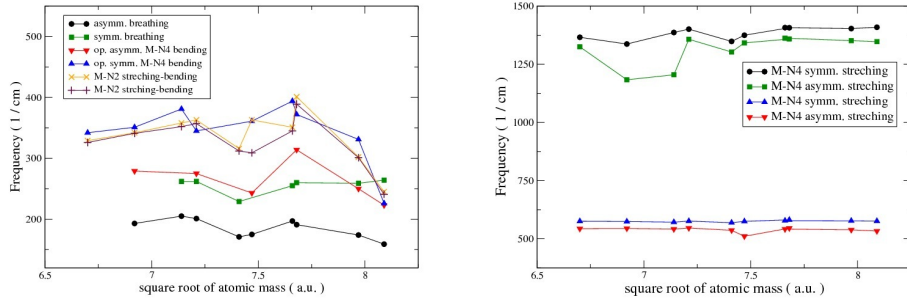 asymm. breathing
symm. breathing
op. asymm. M-N4 bending
op. symm. M-N4 bending
M-N2 streching-bending
M-N2 strching-bending
Frequency ( 1 / cm )
500
400
300
200
6.5
7
7.5
8
square root of atomic mass ( a.u. )
M-N4 symm. streching
M-N4 asymm. streching
M-N4 symm. streching
M-N4 asymm. streching
Frequency ( 1 / cm )
1500
1250
1000
750
500
6.5
7
7.5
8
square root of atomic mass ( a.u. )